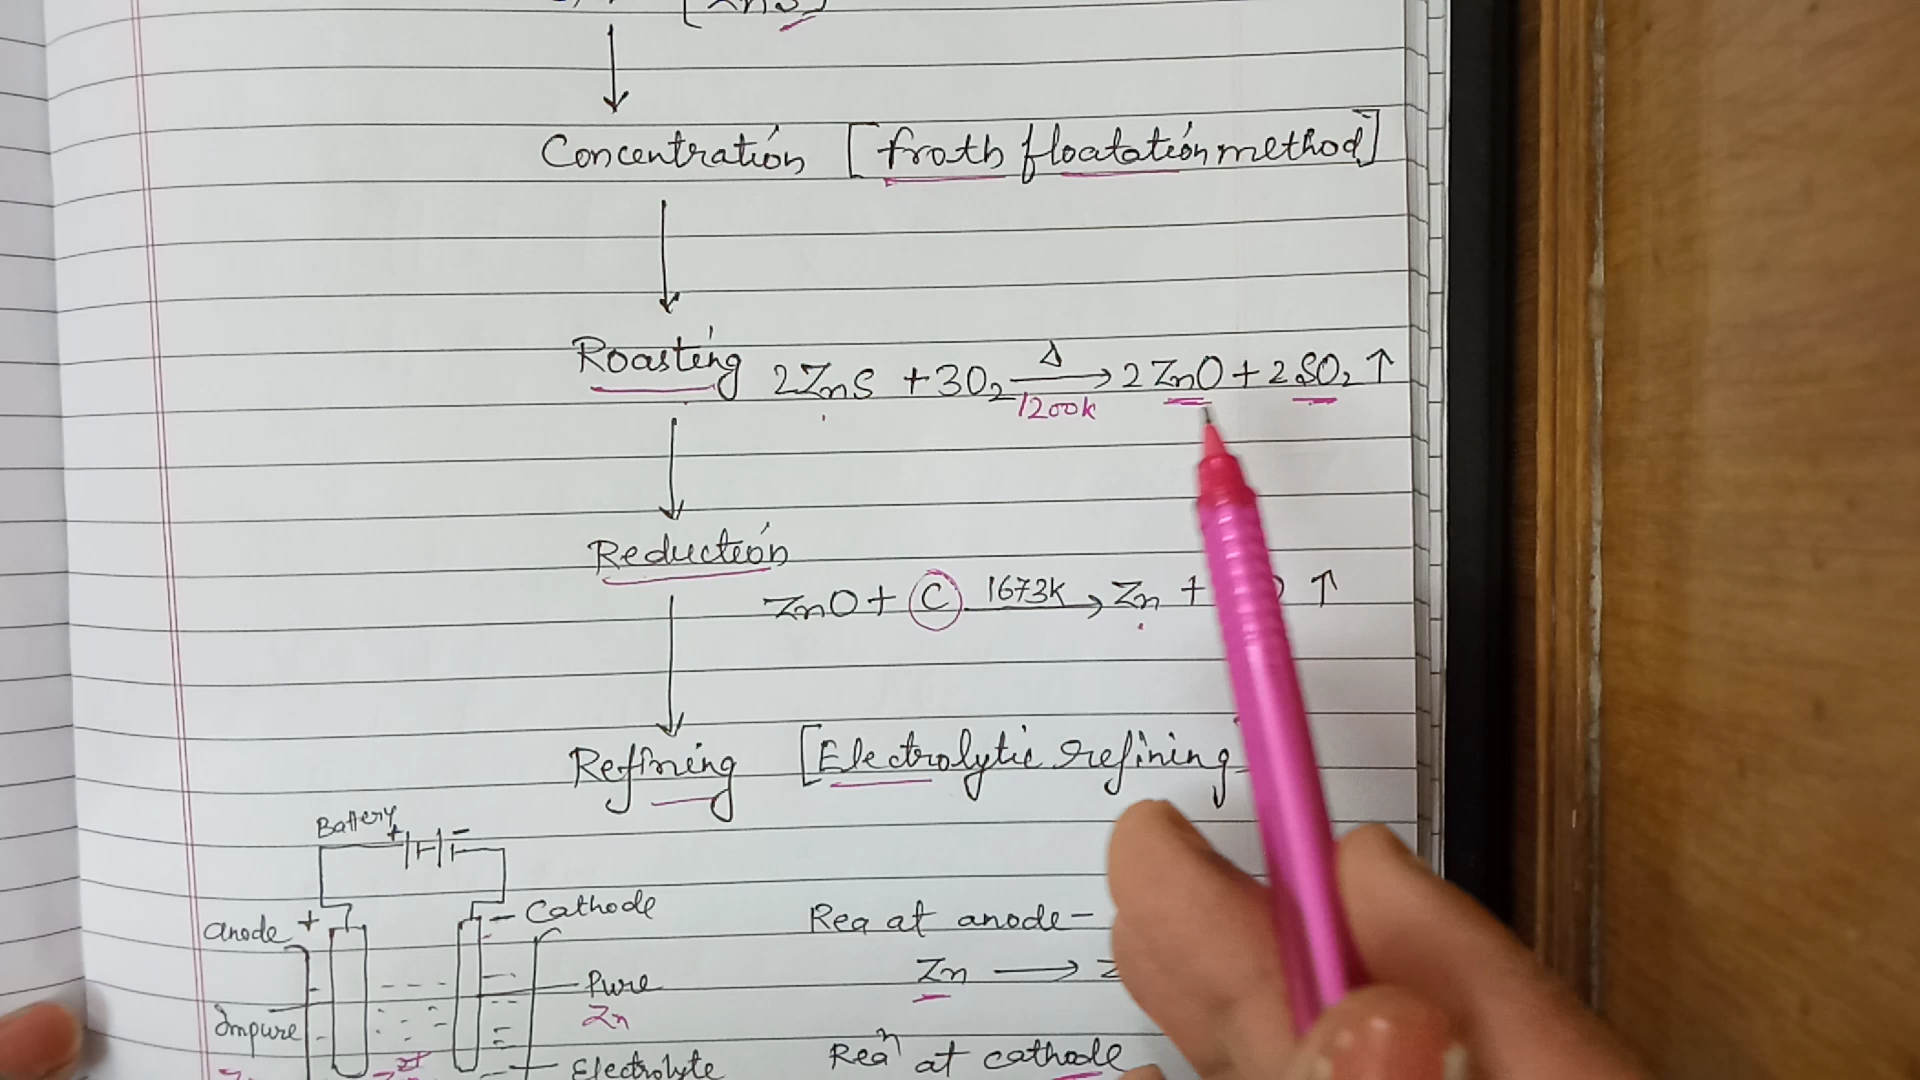 Concentration [froth floatation method]
Roasting 2ZnS + 3O₂ →(Δ, 1200k) 2ZnO + 2SO₂ ↑
Reduction
ZnO + C →(1673K) Zn + ↑
Refining [Electrolytic refining
Battery + -
anode + - Cathode
Rea at anode -
Zn →
Pure
Zn
Impure
Electrolyte
Reaⁿ at cathode